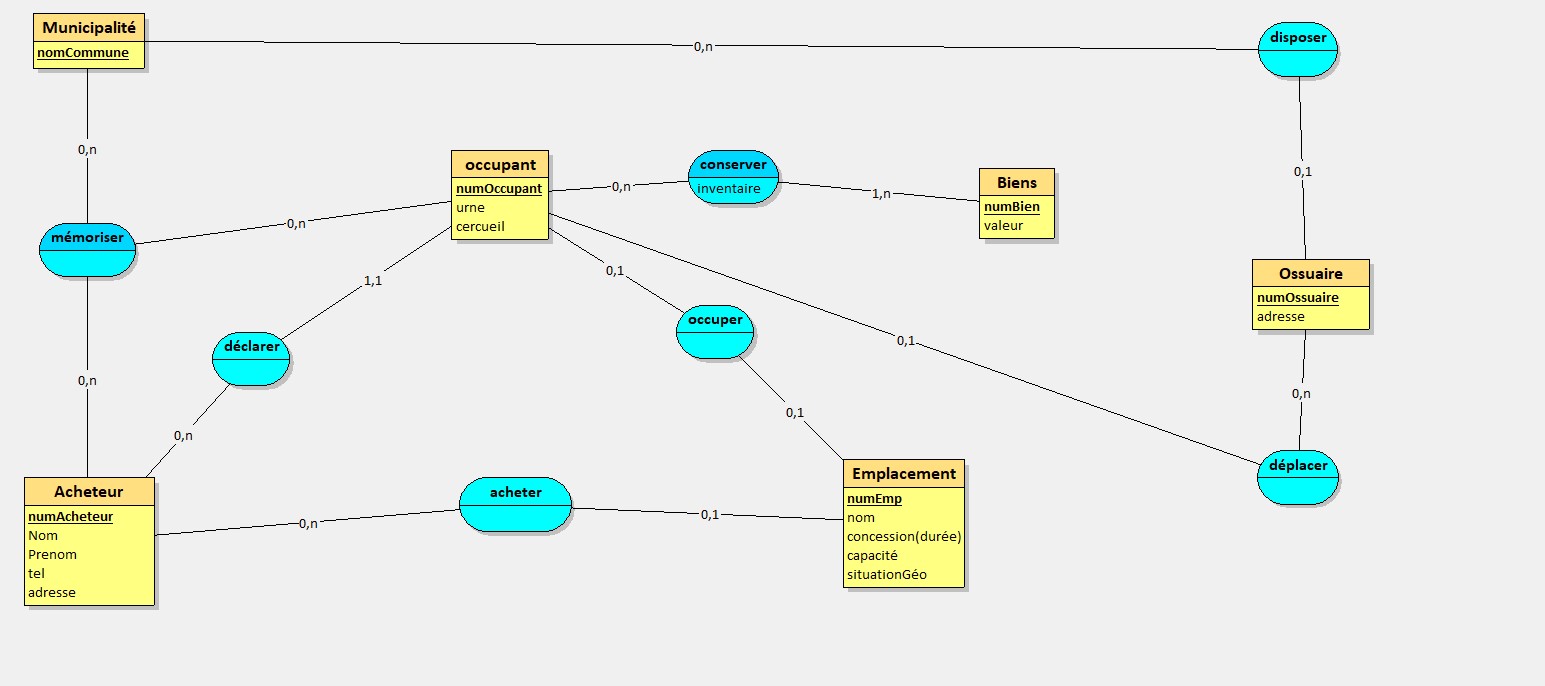 Municipalité
nomCommune
0,n
disposer
0,n
0,1
occupant
numOccupant
urne
cercueil
0,n
conserver
inventaire
1,n
Biens
numBien
valeur
mémoriser
0,n
1,1
0,1
Ossuaire
numOssuaire
adresse
déclarer
occuper
0,1
0,n
0,n
0,n
0,1
déplacer
Acheteur
numAcheteur
Nom
Prenom
tel
adresse
0,n
acheter
0,1
Emplacement
numEmp
nom
concession(durée)
capacité
situationGéo